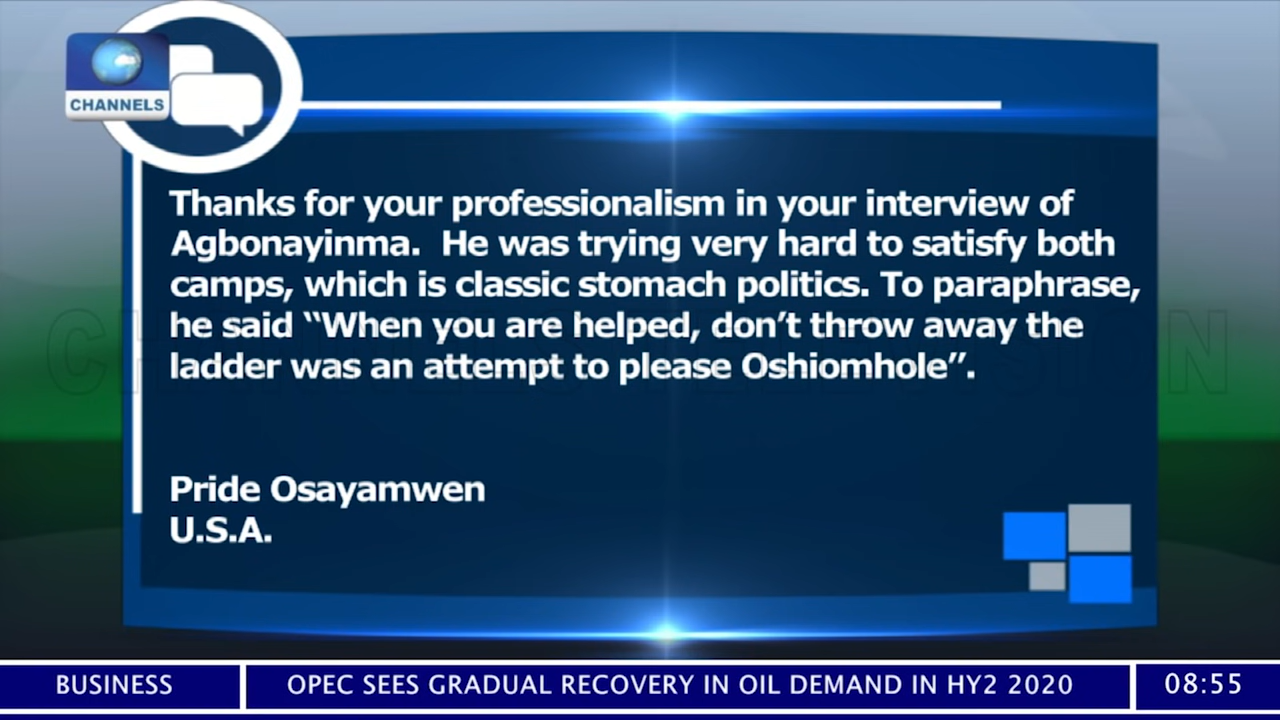 CHANNELS
Thanks for your professionalism in your interview of
Agbonayinma.  He was trying very hard to satisfy both
camps, which is classic stomach politics. To paraphrase,
he said “When you are helped, don’t throw away the
ladder was an attempt to please Oshiomhole”.
Pride Osayamwen
U.S.A.
BUSINESS
OPEC SEES GRADUAL RECOVERY IN OIL DEMAND IN HY2 2020
08:55